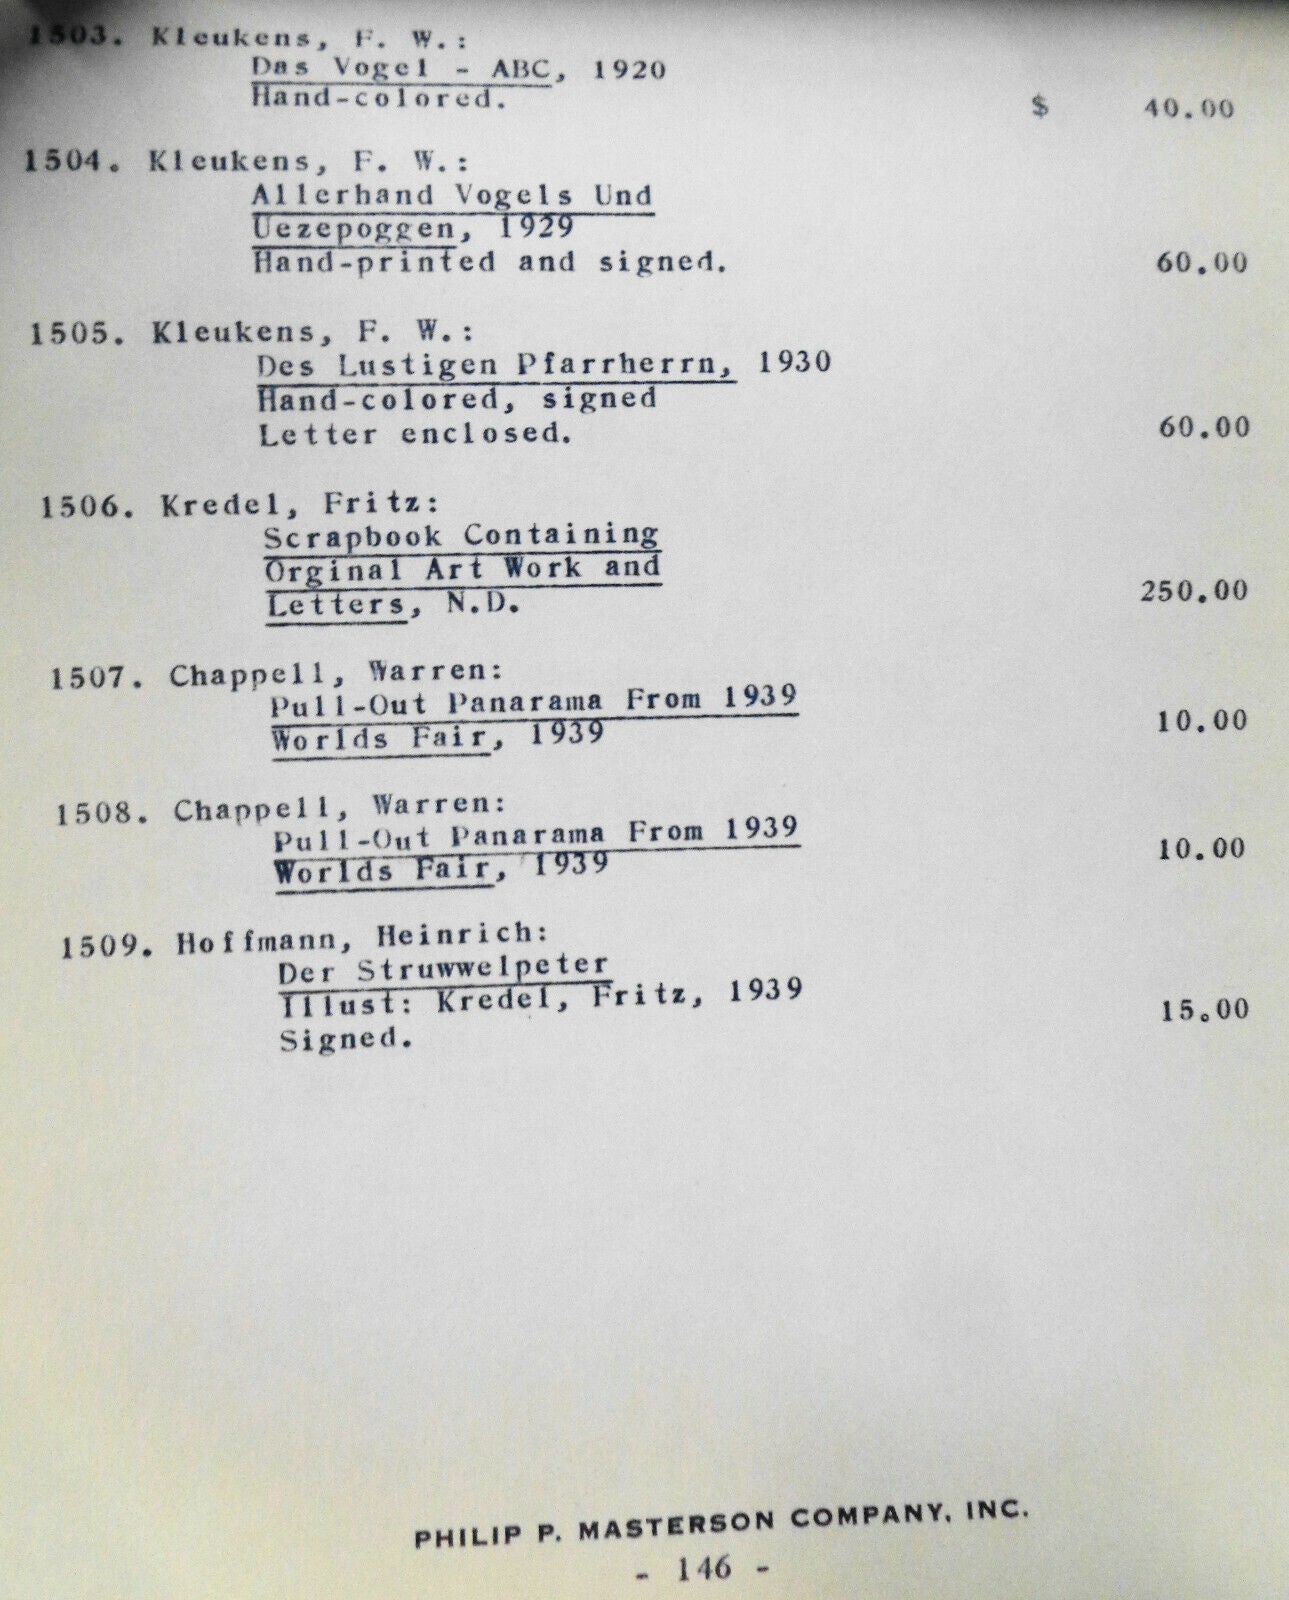 1503. Kleukens, F. W.:
Das Vogel - ABC, 1920
Hand-colored.
$ 40.00
1504. Kleukens, F. W.:
Allerhand Vogels Und
Uezepoggen, 1929
Hand-printed and signed. 60.00
1505. Kleukens, F. W.:
Des Lustigen Pfarrherrn, 1930
Hand-colored, signed
Letter enclosed. 60.00
1506. Kredel, Fritz:
Scrapbook Containing
Orginal Art Work and
Letters, N.D. 250.00
1507. Chappell, Warren:
Pull-Out Panarama From 1939
Worlds Fair, 1939 10.00
1508. Chappell, Warren:
Pull-Out Panarama From 1939
Worlds Fair, 1939 10.00
1509. Hoffmann, Heinrich:
Der Struwwelpeter
Illust: Kredel, Fritz, 1939
Signed. 15.00
PHILIP P. MASTERSON COMPANY, INC.
- 146 -